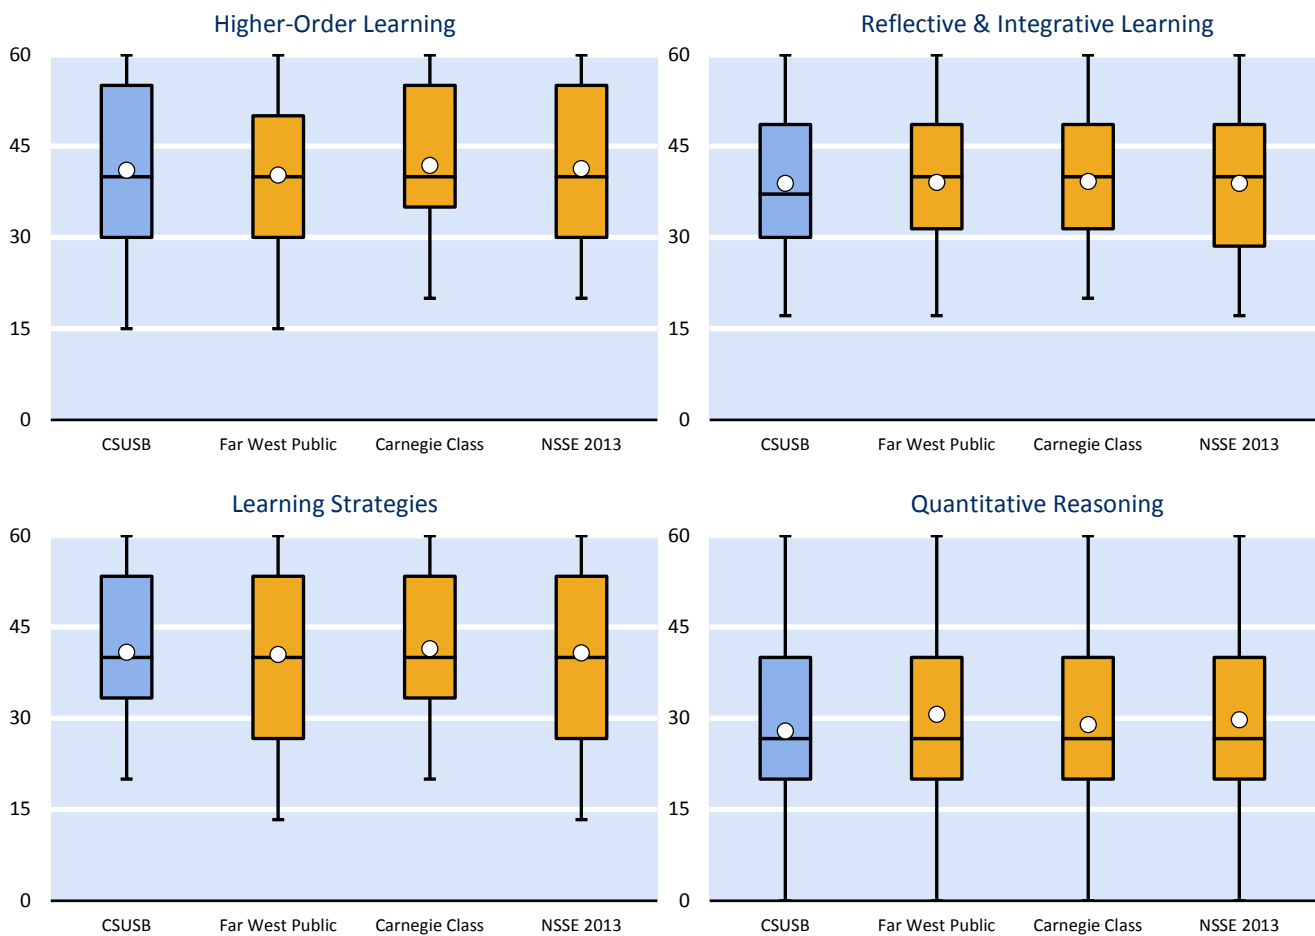 Higher-Order Learning
60
45
30
15
0
CSUSB Far West Public Carnegie Class NSSE 2013
Reflective & Integrative Learning
60
45
30
15
0
CSUSB Far West Public Carnegie Class NSSE 2013
Learning Strategies
60
45
30
15
0
CSUSB Far West Public Carnegie Class NSSE 2013
Quantitative Reasoning
60
45
30
15
0
CSUSB Far West Public Carnegie Class NSSE 2013